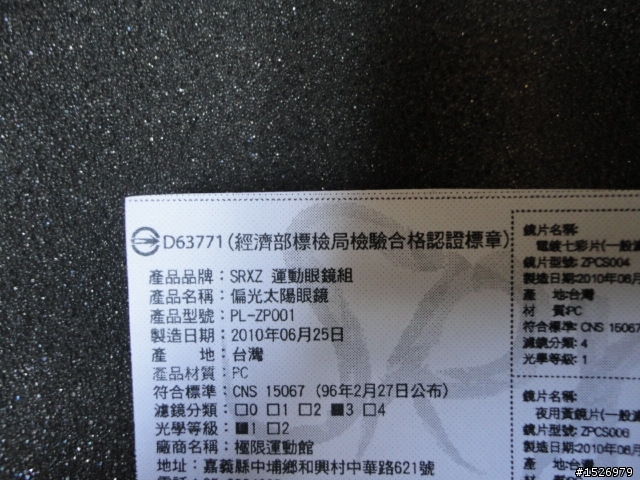 D63771(經濟部標檢局檢驗合格認證標章)
產品品牌：SRXZ 運動眼鏡組
產品名稱：偏光太陽眼鏡
產品型號：PL-ZP001
製造日期：2010年06月25日
產　地：台灣
產品材質：PC
符合標準：CNS 15067 (96年2月27日公布)
濾鏡分類：□0 □1 □2 ■3 □4
光學等級：■1 □2
廠商名稱：極限運動館
地址：嘉義縣中埔鄉和興村中華路621號
鏡片名稱:
電鍍七彩片(一般
鏡片型號: ZPCS004
製造日期:2010年06月
產　地:台灣
材　質:PC
符合標準: CNS 15067
濾鏡分類: 4
光學等級: 1
鏡片名稱:
夜用黃鏡片(一般
鏡片型號: ZPCS006
製造日期:2010年06
產　地:台灣
#1526979